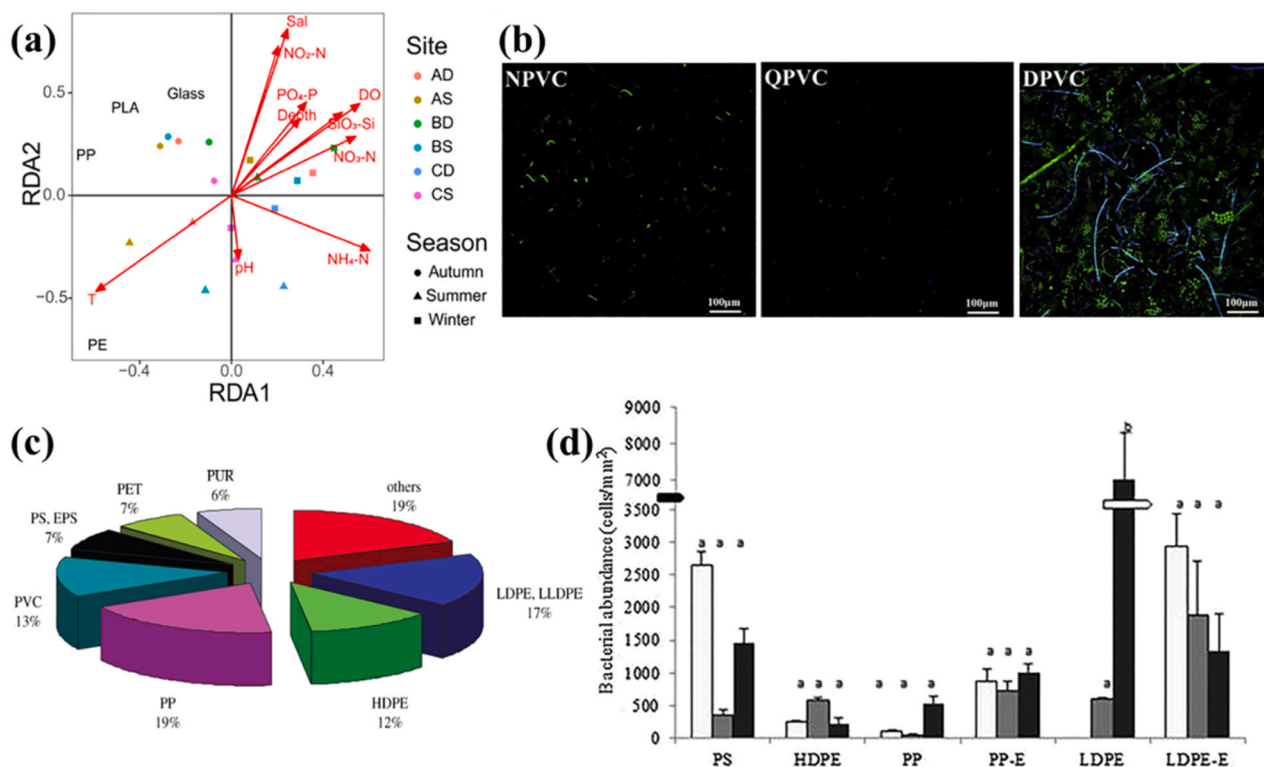 (a)
Sal
NO₂-N
PO₄-P
DO
Depth
SiO₃-Si
NO₃-N
NH₄-N
pH
T
Glass
PLA
PP
PE
0.5
0.0
−0.5
−0.4
0.0
0.4
RDA2
RDA1
Site
AD
AS
BD
BS
CD
CS
Season
Autumn
Summer
Winter
(b)
NPVC
QPVC
DPVC
100μm
100μm
100μm
(c)
PUR
6%
others
19%
PET
7%
PS, EPS
7%
LDPE, LLDPE
17%
PVC
13%
PP
19%
HDPE
12%
(d)
Bacterial abundance (cells/mm²)
9000
8000
7000
3500
3000
2500
2000
1500
1000
500
0
a a a
a a a
a a a
a a a
a b
a a a
PS
HDPE
PP
PP-E
LDPE
LDPE-E